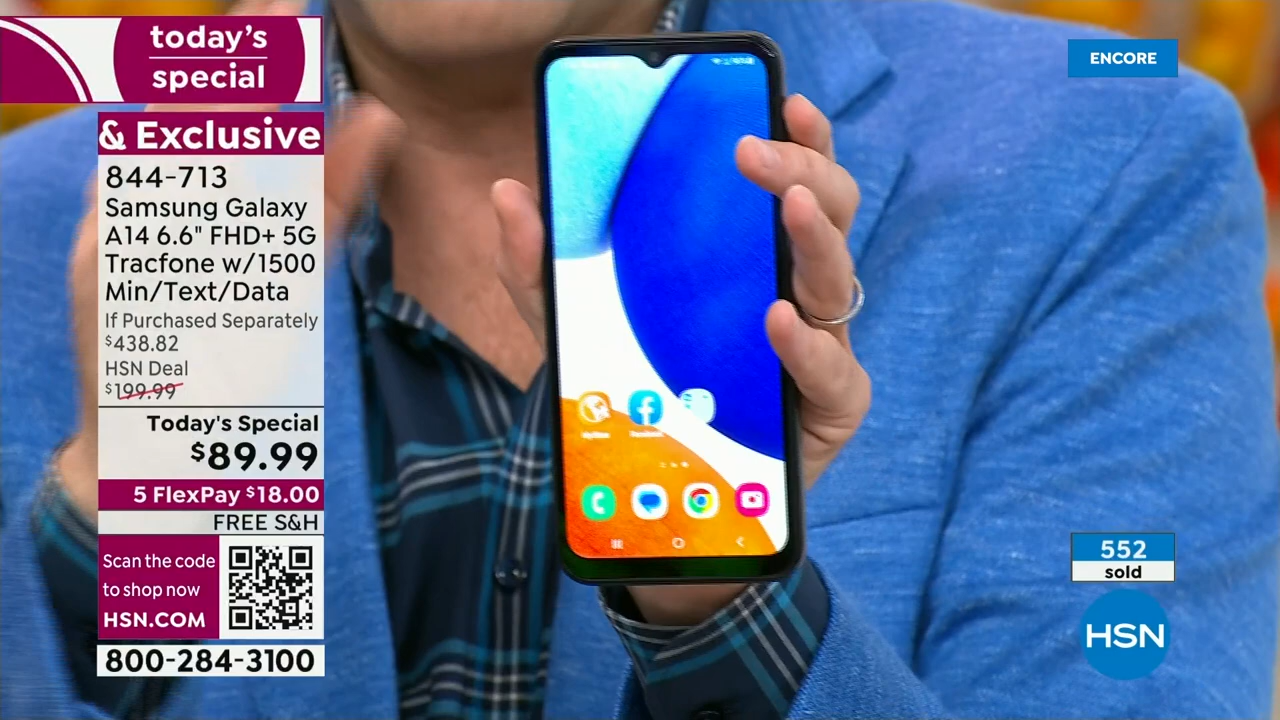 today's
special
& Exclusive
844-713
Samsung Galaxy
A14 6.6" FHD+ 5G
Tracfone w/1500
Min/Text/Data
If Purchased Separately
$438.82
HSN Deal
$199.99
Today's Special
$89.99
5 FlexPay $18.00
FREE S&H
Scan the code
to shop now
HSN.COM
800-284-3100
ENCORE
552
sold
HSN